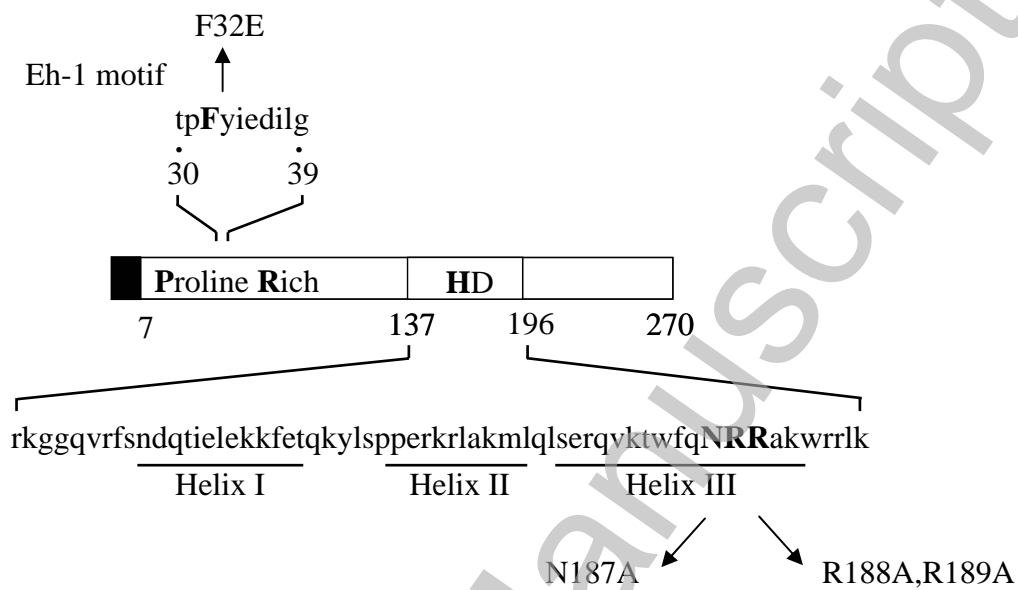 F32E
Eh-1 motif
tpFyiedilg
30 39
Proline Rich HD
7 137 196 270
rkggqvrfsndqtielekkfetqkylspperkrlakmlqlserqvktwfqNRRakwrrlk
Helix I Helix II Helix III
N187A R188A,R189A
Manuscript